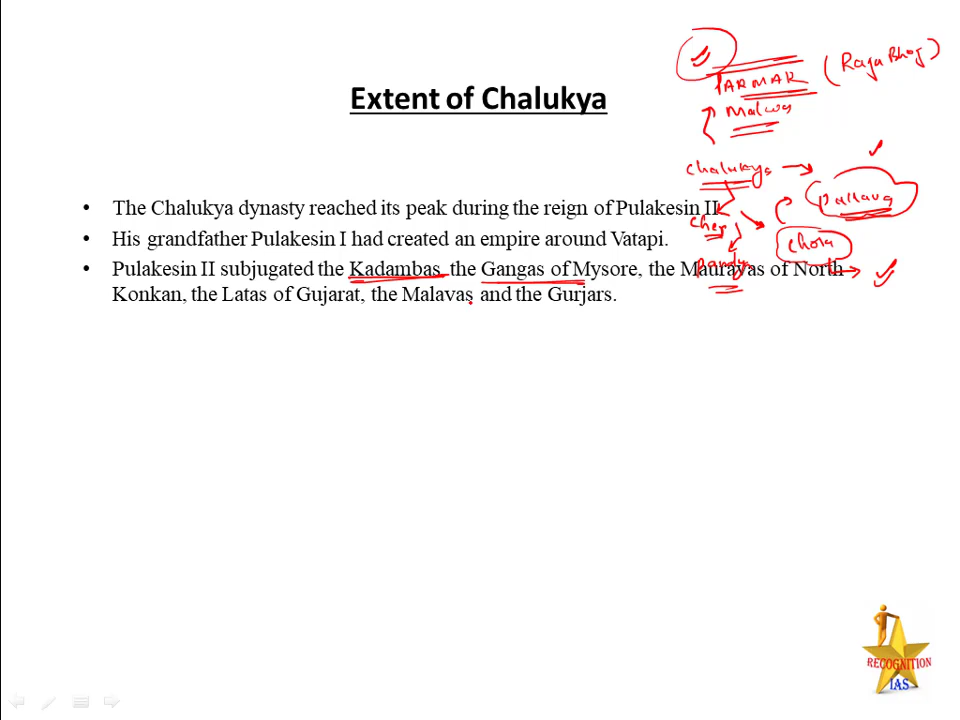 PARMAR (Raja Bhoj)
Extent of Chalukya
Malwa
Chalukya
Pallava
• The Chalukya dynasty reached its peak during the reign of Pulakesin II.
Cher
Chola
• His grandfather Pulakesin I had created an empire around Vatapi.
Pandya
• Pulakesin II subjugated the Kadambas, the Gangas of Mysore, the Mauravas of North
Konkan, the Latas of Gujarat, the Malavas and the Gurjars.
RECOGNITION
IAS